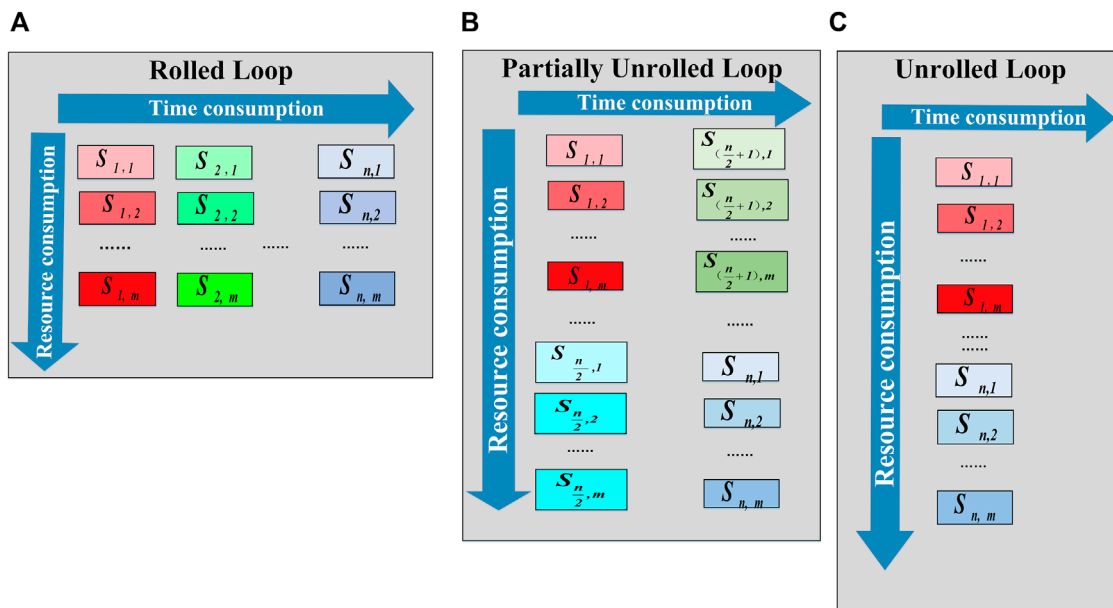 A
Rolled Loop
Time consumption
Resource consumption
S 1,1 S 2,1 S n,1
S 1,2 S 2,2 S n,2
...... ...... ...... ......
S 1,m S 2,m S n,m
B
Partially Unrolled Loop
Time consumption
Resource consumption
S 1,1 S (n/2+1),1
S 1,2 S (n/2+1),2
...... ......
S 1,m S (n/2+1),m
...... ......
S n/2,1 S n,1
S n/2,2 S n,2
...... ......
S n/2,m S n,m
C
Unrolled Loop
Time consumption
Resource consumption
S 1,1
S 1,2
......
S 1,m
......
......
S n,1
S n,2
......
S n,m